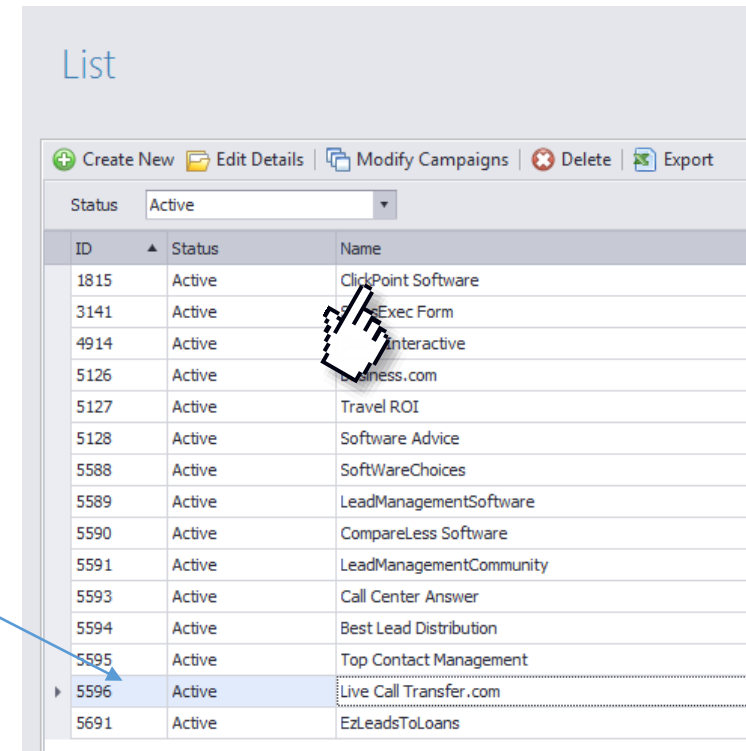 List
Create New Edit Details Modify Campaigns Delete Export
Status Active
ID Status Name
1815 Active ClickPoint Software
3141 Active Exec Form
4914 Active Interactive
5126 Active Business.com
5127 Active Travel ROI
5128 Active Software Advice
5588 Active SoftWareChoices
5589 Active LeadManagementSoftware
5590 Active CompareLess Software
5591 Active LeadManagementCommunity
5593 Active Call Center Answer
5594 Active Best Lead Distribution
5595 Active Top Contact Management
5596 Active Live Call Transfer.com
5691 Active EzLeadsToLoans